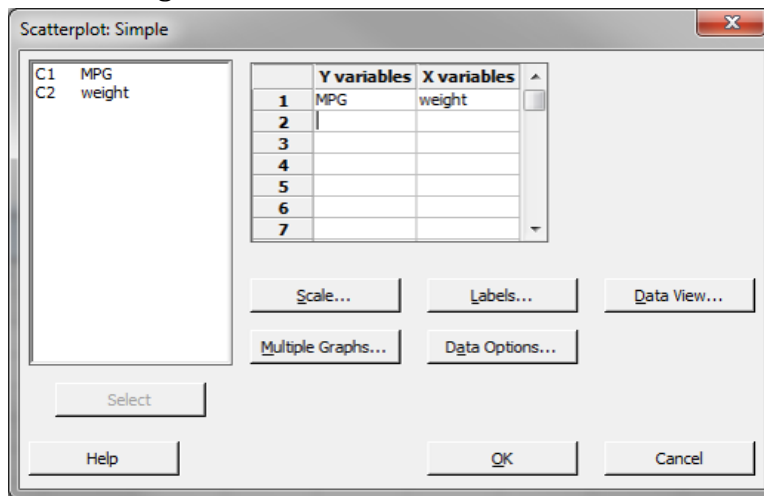 Scatterplot: Simple
x
C1 MPG
C2 weight
Y variables X variables
1 MPG weight
2
3
4
5
6
7
Scale... Labels... Data View...
Multiple Graphs... Data Options...
Select
Help OK Cancel